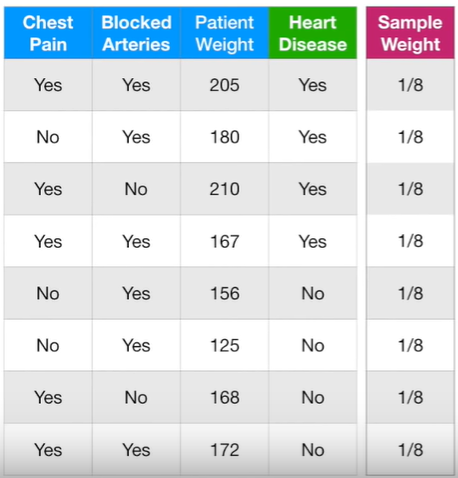 Chest Pain Blocked Arteries Patient Weight Heart Disease Sample Weight
Yes Yes 205 Yes 1/8
No Yes 180 Yes 1/8
Yes No 210 Yes 1/8
Yes Yes 167 Yes 1/8
No Yes 156 No 1/8
No Yes 125 No 1/8
Yes No 168 No 1/8
Yes Yes 172 No 1/8